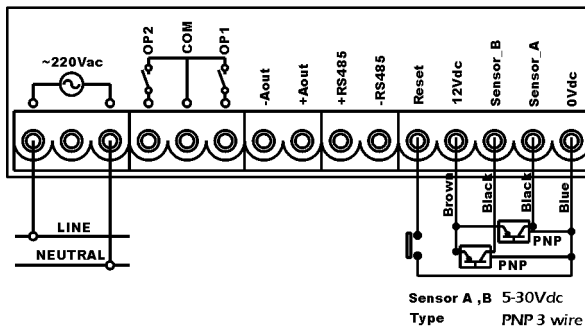 ~220Vac
OP2
COM
OP1
-Aout
+Aout
+RS485
-RS485
Reset
12Vdc
Sensor_B
Sensor_A
0Vdc
Brown
Black
Black
Blue
LINE
NEUTRAL
PNP
PNP
Sensor A ,B 5-30Vdc
Type PNP 3 wire